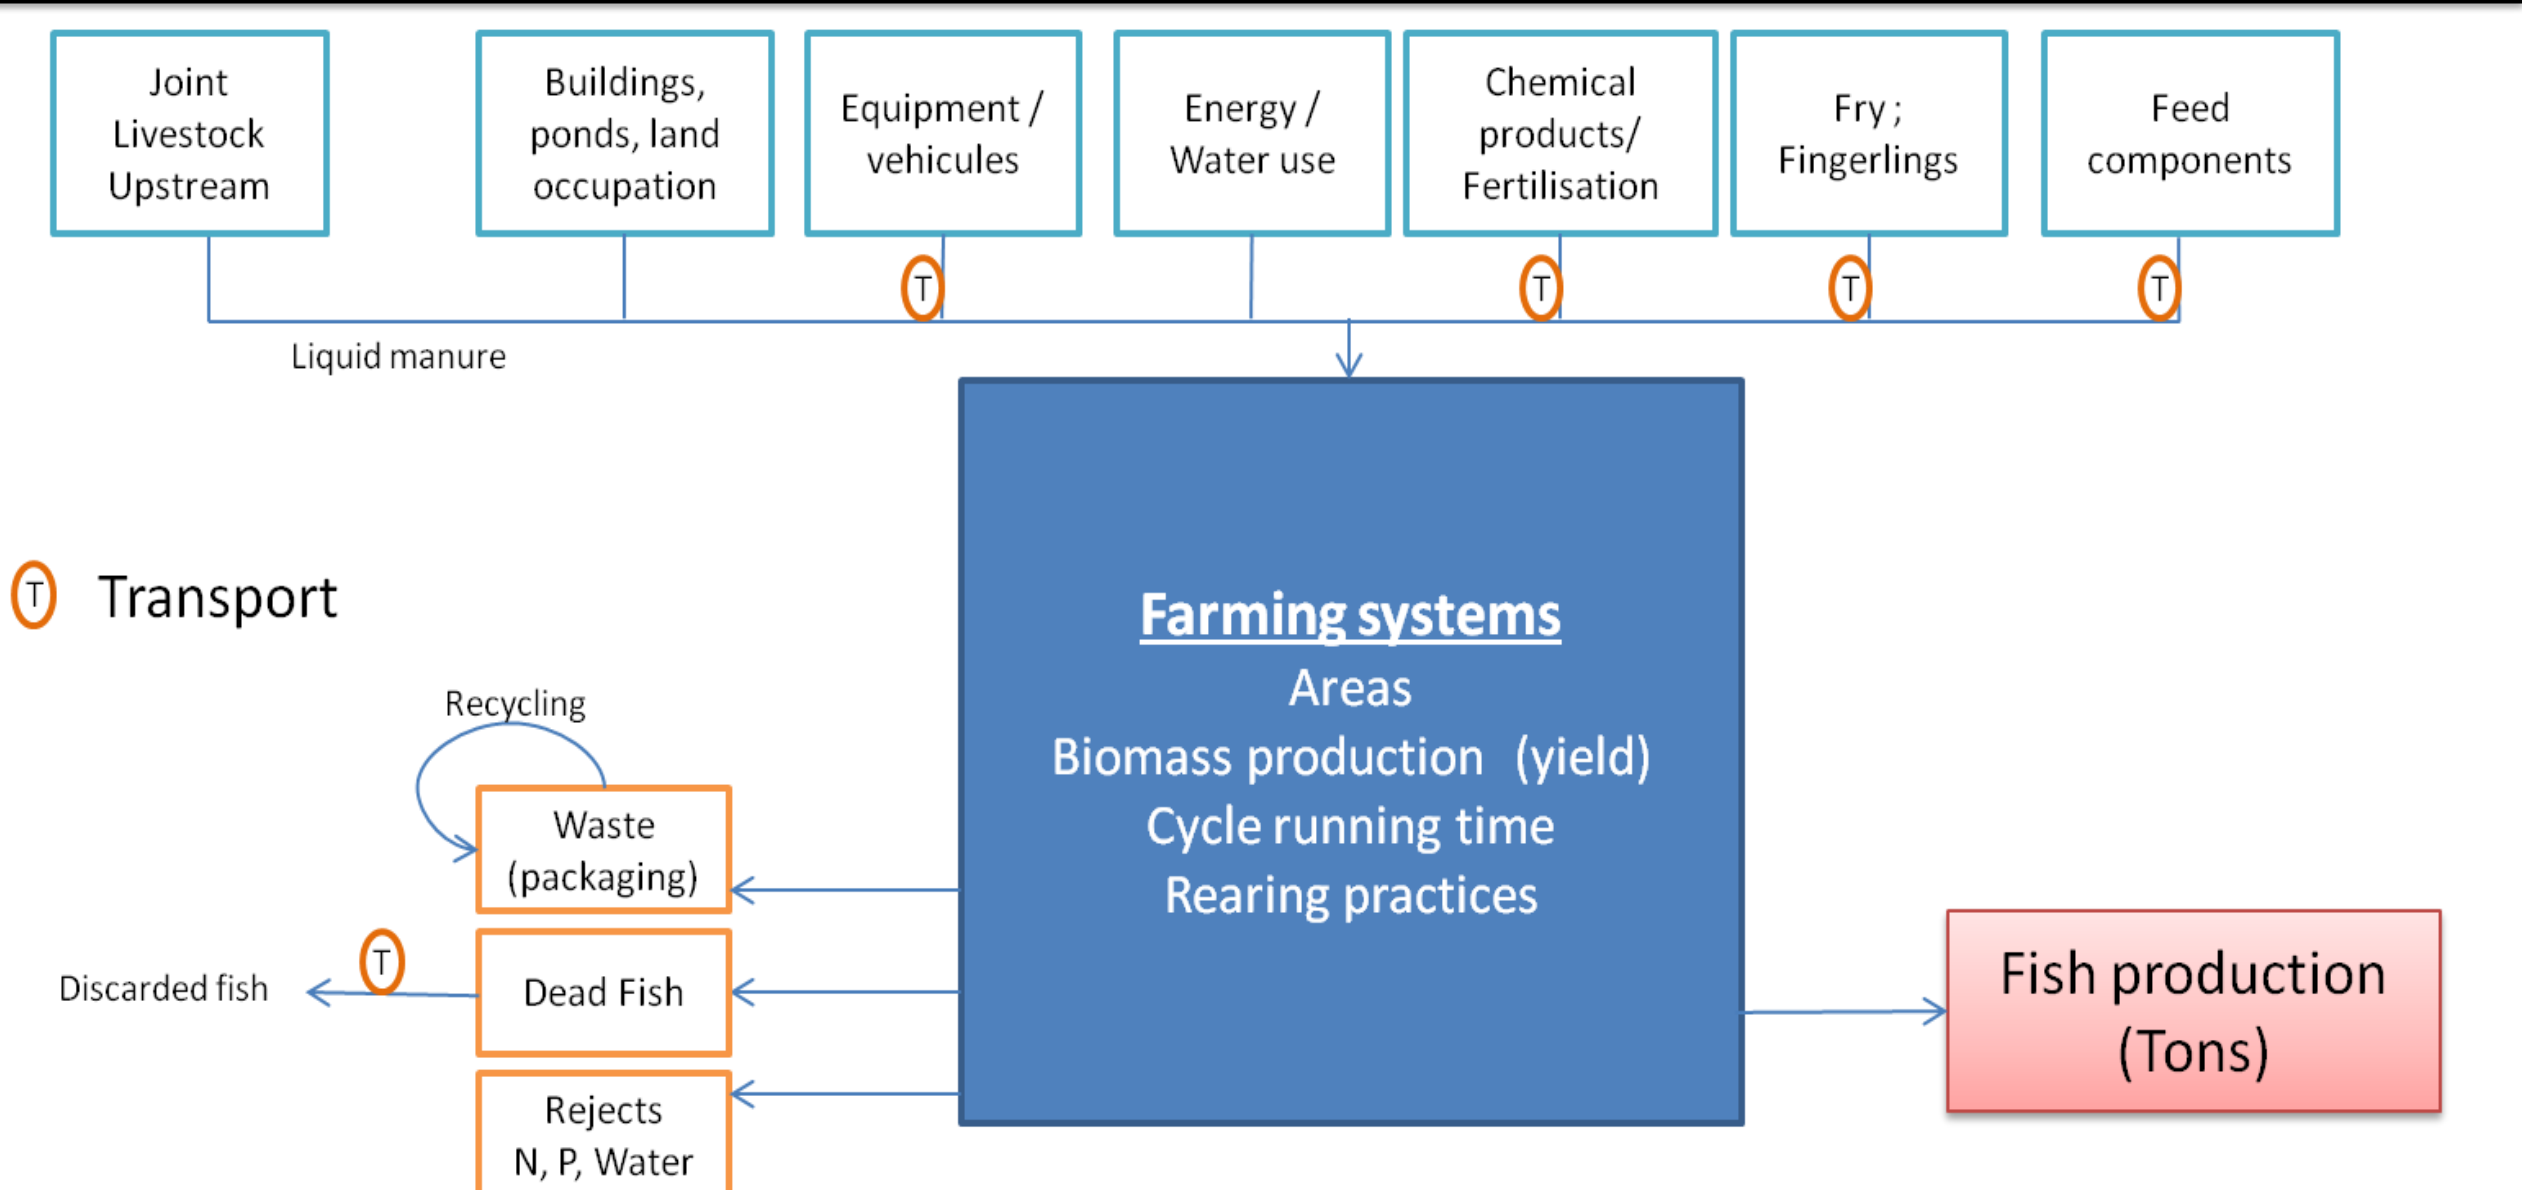 Joint
Livestock
Upstream
Buildings,
ponds, land
occupation
Equipment /
vehicules
Energy /
Water use
Chemical
products/
Fertilisation
Fry ;
Fingerlings
Feed
components
T
T
T
T
Liquid manure
T Transport
Farming systems
Areas
Biomass production (yield)
Cycle running time
Rearing practices
Recycling
Waste
(packaging)
T
Discarded fish
Dead Fish
Rejects
N, P, Water
Fish production
(Tons)